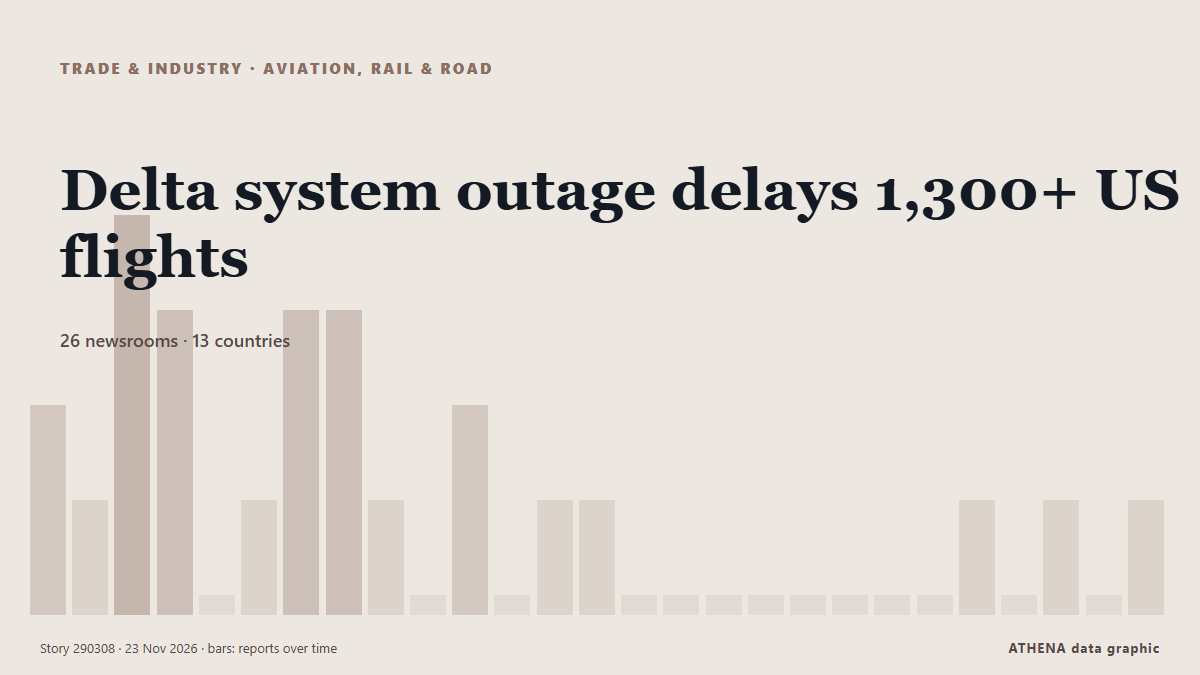 TRADE & INDUSTRY · AVIATION, RAIL & ROAD
Delta system outage delays 1,300+ US
flights
26 newsrooms · 13 countries
Story 290308 · 23 Nov 2026 · bars: reports over time
ATHENA data graphic